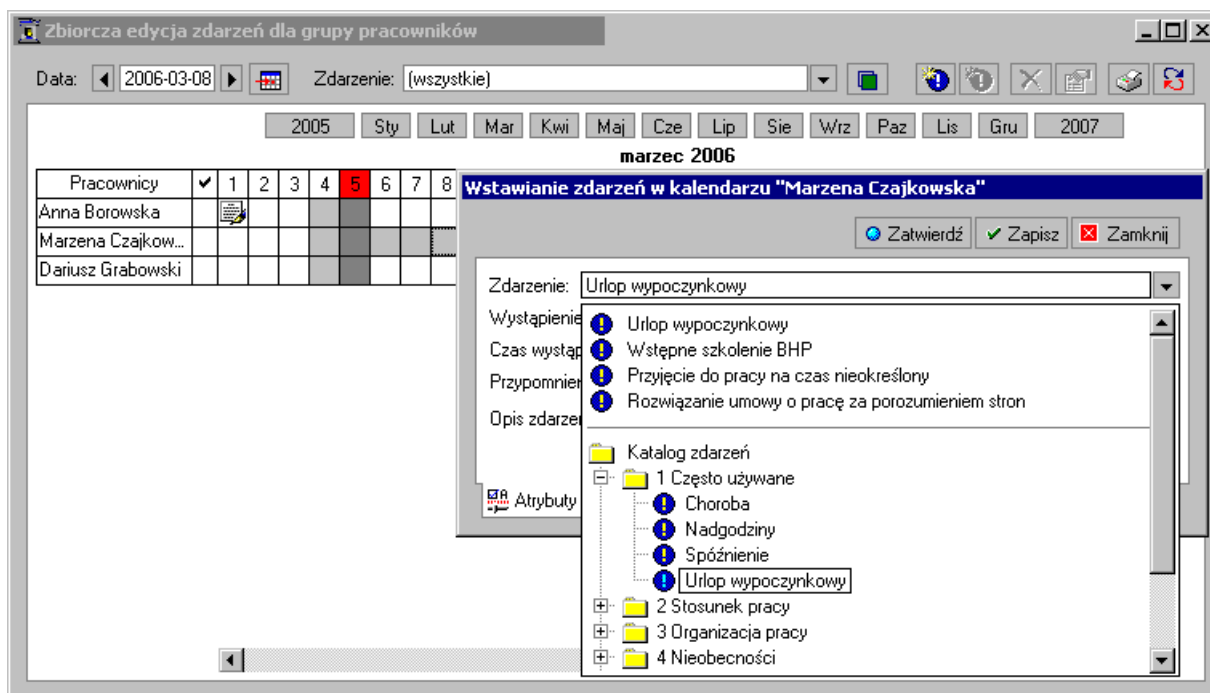 Zbiorcza edycja zdarzeń dla grupy pracowników
Data: 2006-03-08 Zdarzenie: (wszystkie)
2005 Sty Lut Mar Kwi Maj Cze Lip Sie Wrz Paz Lis Gru 2007
marzec 2006
Pracownicy 1 2 3 4 5 6 7 8
Wstawianie zdarzeń w kalendarzu "Marzena Czajkowska"
Anna Borowska
Marzena Czajkow...
Dariusz Grabowski
Zatwierdź Zapisz Zamknij
Zdarzenie: Urlop wypoczynkowy
Wystąpienie
Czas wystąp
Przypomnier
Opis zdarzer
Atrybuty
Urlop wypoczynkowy
Wstępne szkolenie BHP
Przyjęcie do pracy na czas nieokreślony
Rozwiązanie umowy o pracę za porozumieniem stron
Katalog zdarzeń
1 Często używane
Choroba
Nadgodziny
Spóźnienie
Urlop wypoczynkowy
2 Stosunek pracy
3 Organizacja pracy
4 Nieobecności